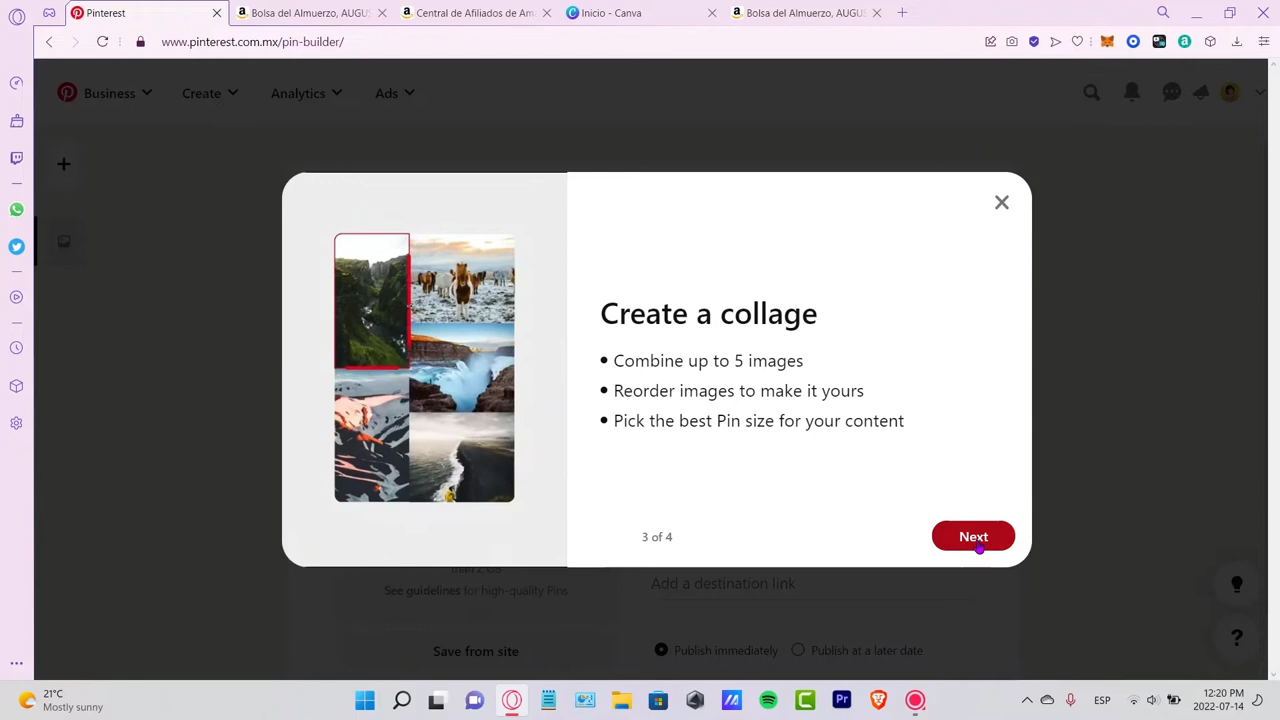 Pinterest
Bolsa del Almuerzo, AUGUS
Central de Afiliados de Am
Inicio - Canva
Bolsa del Almuerzo, AUGUS
www.pinterest.com.mx/pin-builder/
Business
Create
Analytics
Ads
Create a collage
• Combine up to 5 images
• Reorder images to make it yours
• Pick the best Pin size for your content
3 of 4
Next
See guidelines for high-quality Pins
Add a destination link
Save from site
Publish immediately
Publish at a later date
21°C
Mostly sunny
ESP
12:20 PM
2022-07-14